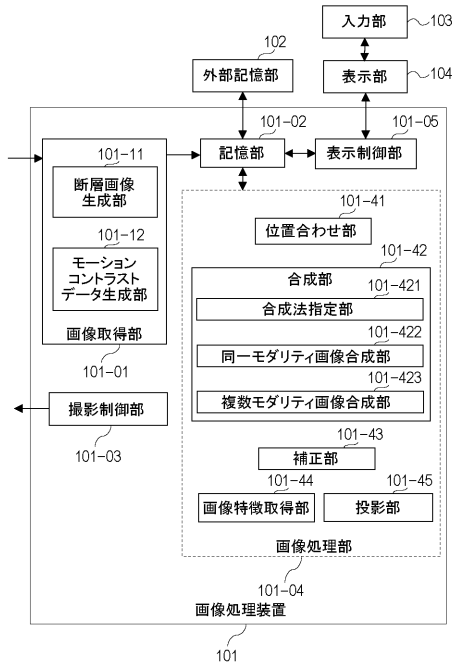 入力部
103
102
外部記憶部
表示部
104
101-02
101-05
記憶部
表示制御部
101-11
断層画像
生成部
101-12
モーション
コントラスト
データ生成部
画像取得部
101-01
101-41
位置合わせ部
101-42
合成部
101-421
合成法指定部
101-422
同一モダリティ画像合成部
101-423
複数モダリティ画像合成部
撮影制御部
101-03
101-43
補正部
101-44
101-45
画像特徴取得部
投影部
画像処理部
101-04
画像処理装置
101